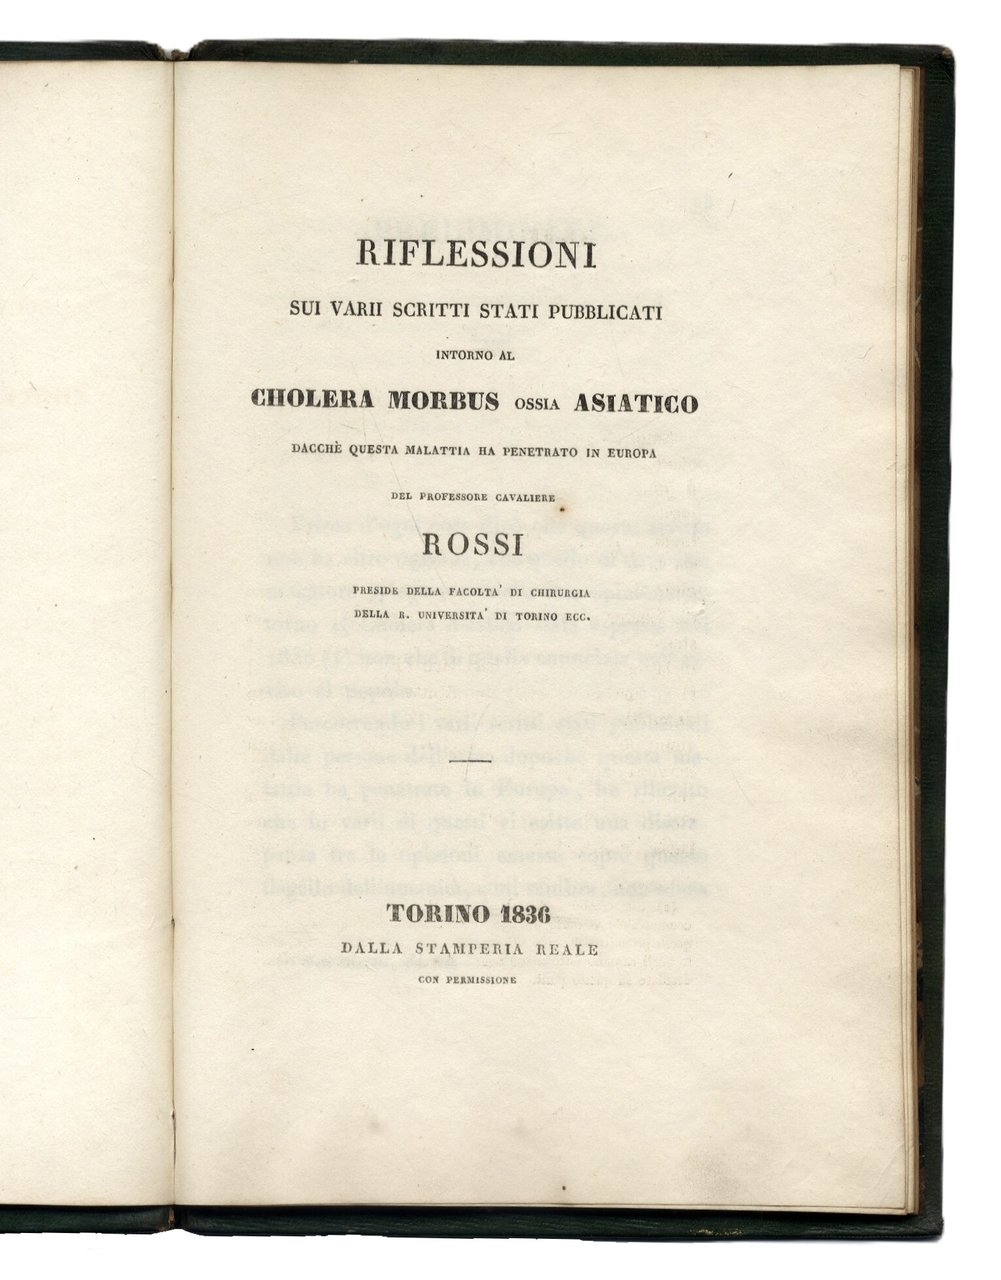 RIFLESSIONI
SUI VARII SCRITTI STATI PUBBLICATI
INTORNO AL
CHOLERA MORBUS OSSIA ASIATICO
DACCHÈ QUESTA MALATTIA HA PENETRATO IN EUROPA
DEL PROFESSORE CAVALIERE
ROSSI
PRESIDE DELLA FACOLTA' DI CHIRURGIA
DELLA R. UNIVERSITA' DI TORINO ECC.
TORINO 1836
DALLA STAMPERIA REALE
CON PERMISSIONE